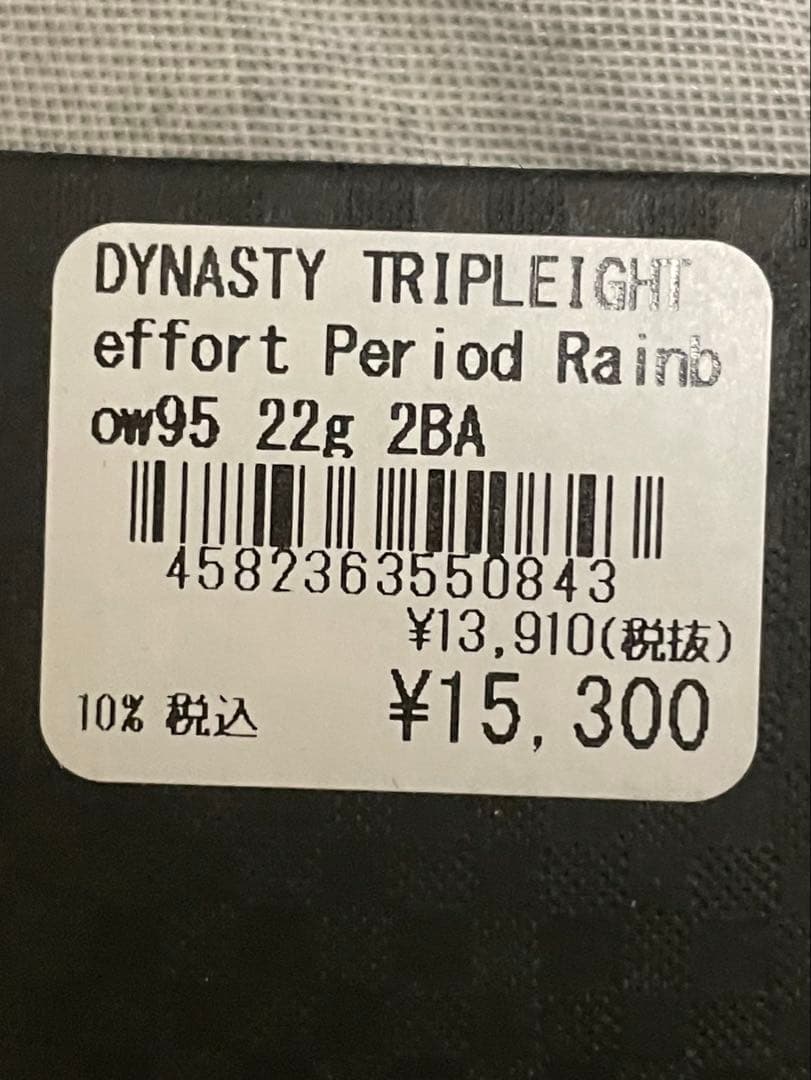 DYNASTY TRIPLEIGHT
effort Period Rainb
ow95 22g 2BA
4582363550843
¥13,910(税抜)
10% 税込 ¥15,300